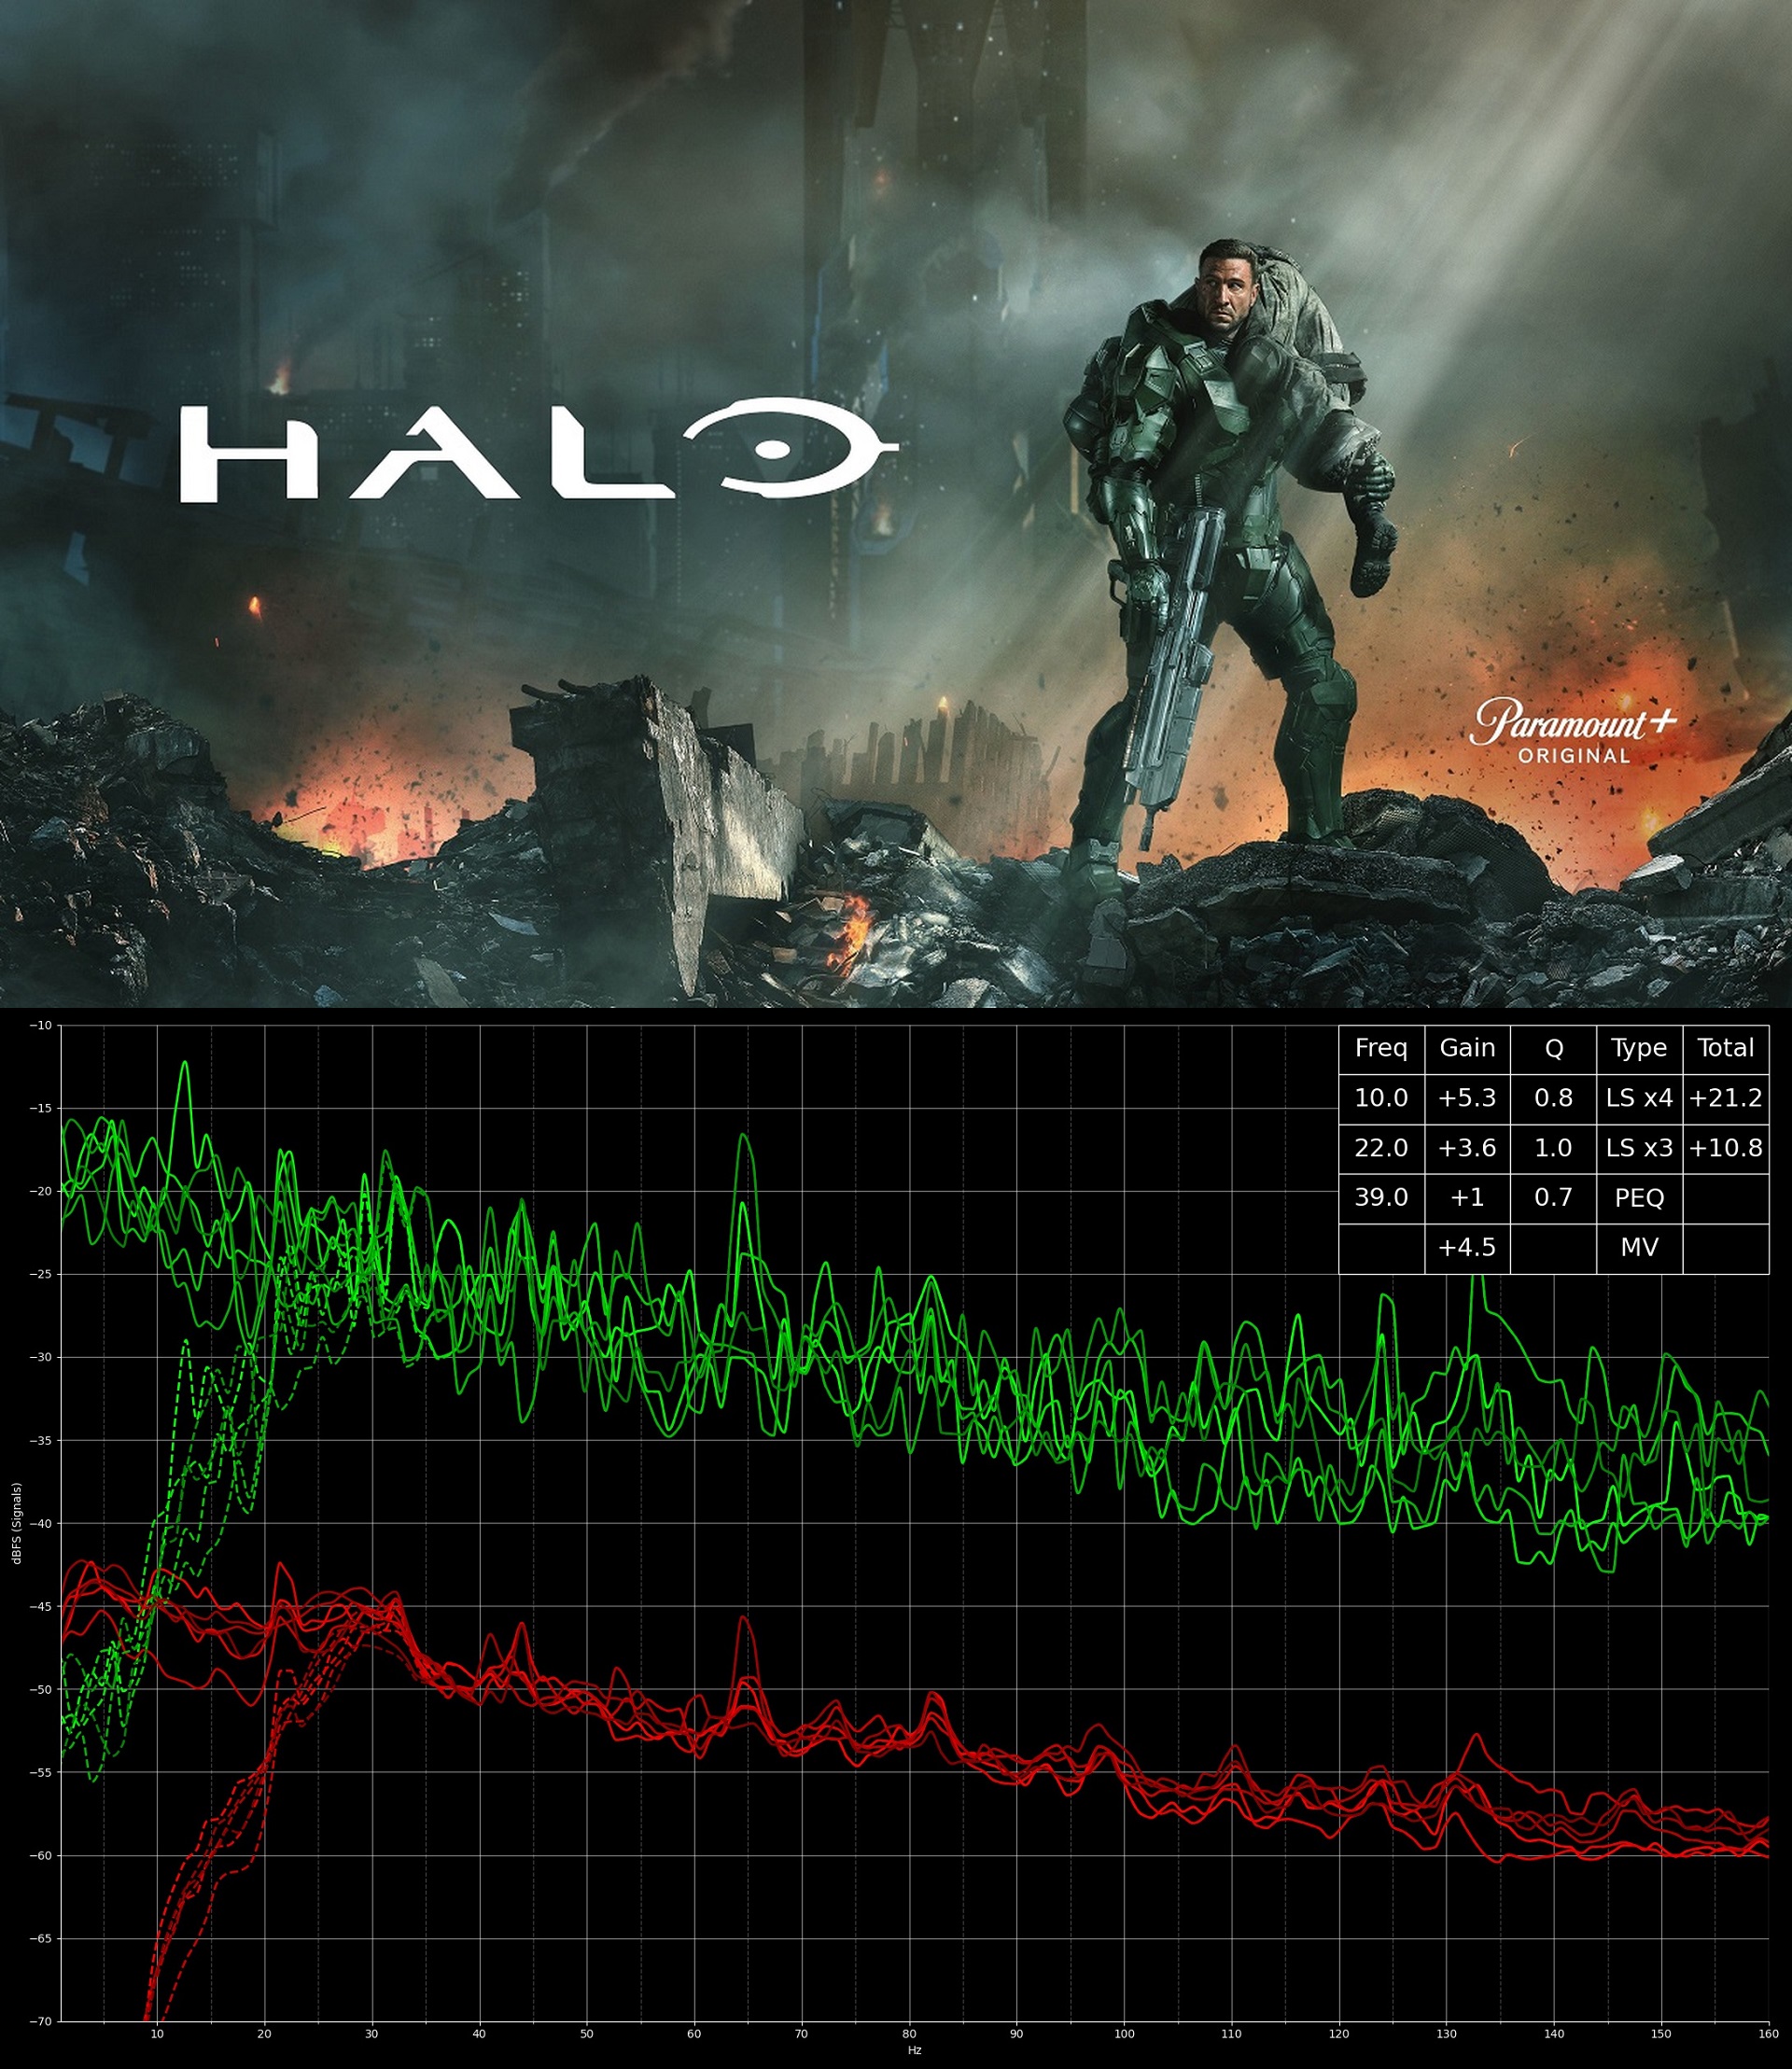 HALO
Paramount+
ORIGINAL
Freq Gain Q Type Total
10.0 +5.3 0.8 LS x4 +21.2
22.0 +3.6 1.0 LS x3 +10.8
39.0 +1 0.7 PEQ
+4.5 MV
dBFS (Signals)
−10
−15
−20
−25
−30
−35
−40
−45
−50
−55
−60
−65
−70
10 20 30 40 50 60 70 80 90 100 110 120 130 140 150 160
Hz